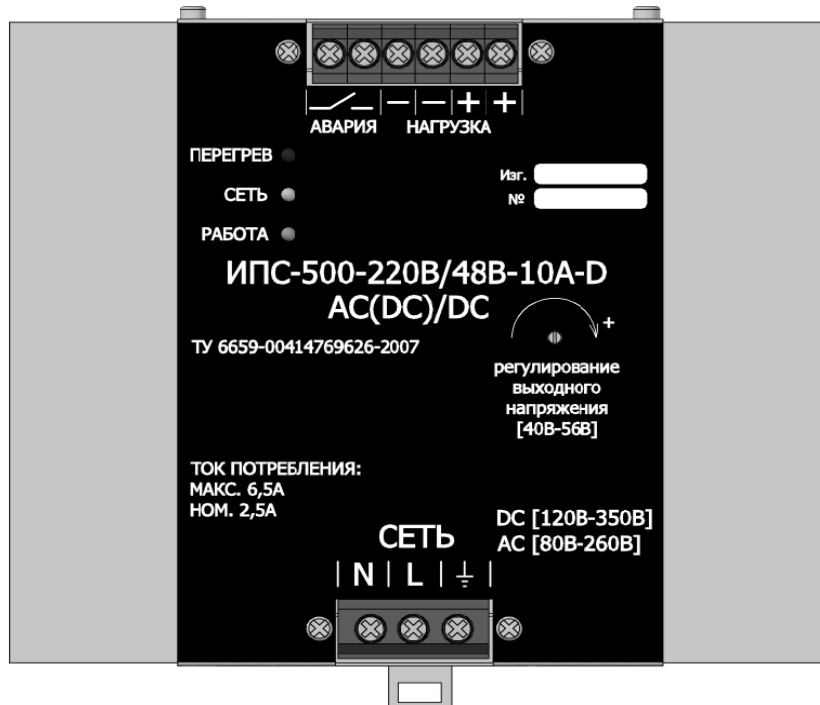 — — + +
АВАРИЯ НАГРУЗКА
ПЕРЕГРЕВ
Изг.
СЕТЬ
№
РАБОТА
ИПС-500-220В/48В-10А-D
AC(DC)/DC
+
ТУ 6659-00414769626-2007
регулирование
выходного
напряжения
[40В-56В]
ТОК ПОТРЕБЛЕНИЯ:
МАКС. 6,5А
НОМ. 2,5А
DC [120В-350В]
AC [80В-260В]
СЕТЬ
| N | L | ⏚ |